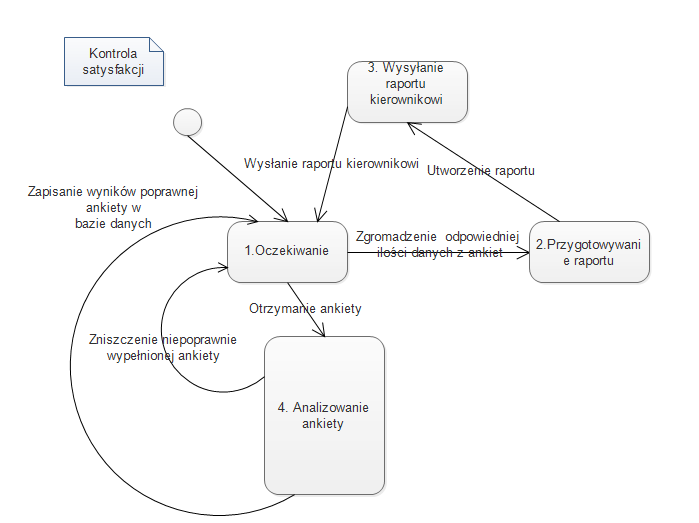 Kontrola
satysfakcji
3. Wysyłanie
raportu
kierownikowi
Wysłanie raportu kierownikowi
Utworzenie raportu
Zapisanie wyników poprawnej
ankiety w
bazie danych
1.Oczekiwanie
Zgromadzenie odpowiedniej
ilości danych z ankiet
2.Przygotowywani
e raportu
Otrzymanie ankiety
Zniszczenie niepoprawnie
wypełnionej ankiety
4. Analizowanie
ankiety